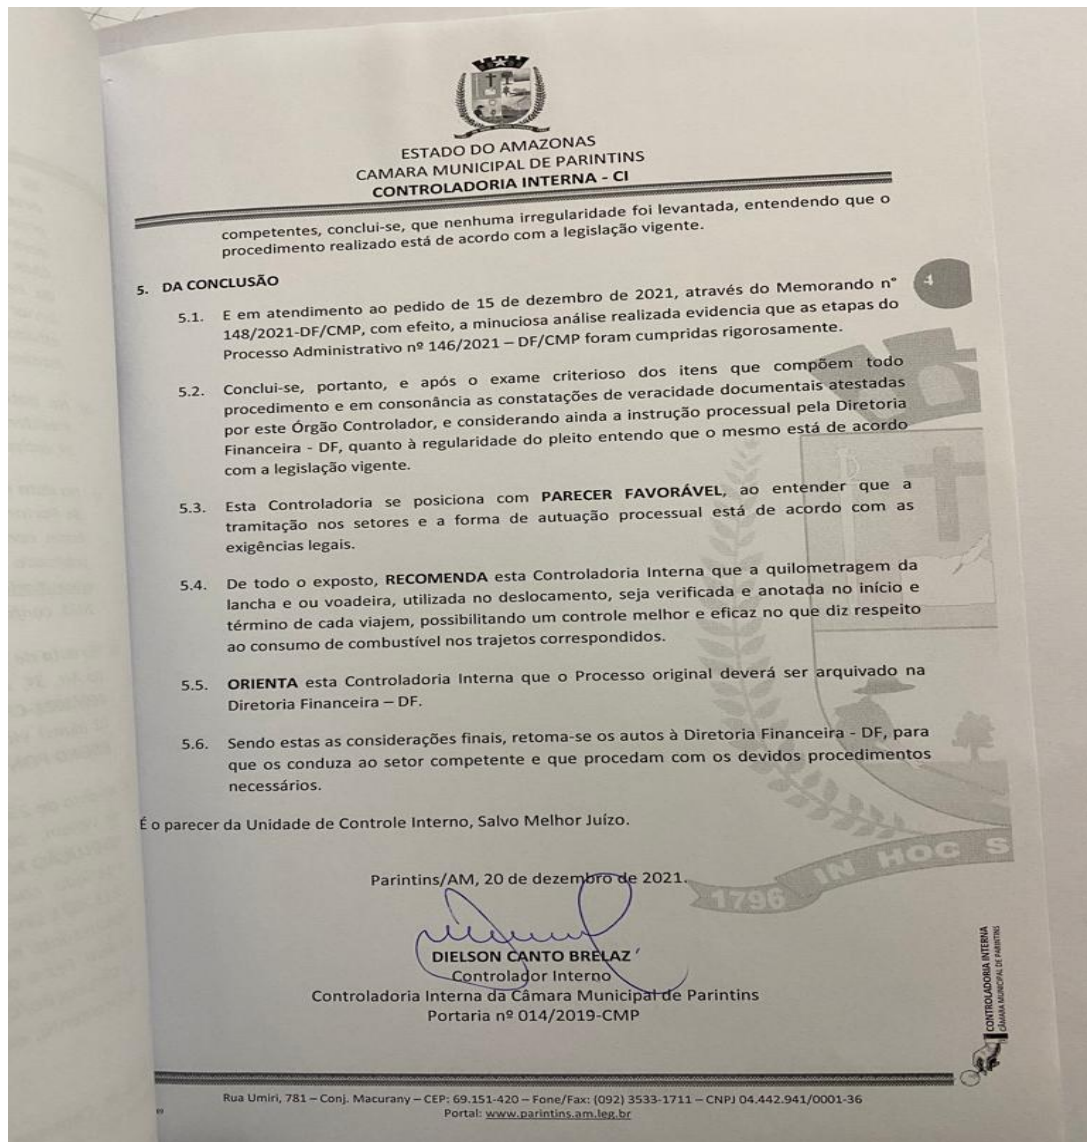 ESTADO DO AMAZONAS
CAMARA MUNICIPAL DE PARINTINS
CONTROLADORIA INTERNA - CI
competentes, conclui-se, que nenhuma irregularidade foi levantada, entendendo que o
procedimento realizado está de acordo com a legislação vigente.
4
5. DA CONCLUSÃO
5.1. E em atendimento ao pedido de 15 de dezembro de 2021, através do Memorando n°
148/2021-DF/CMP, com efeito, a minuciosa análise realizada evidencia que as etapas do
Processo Administrativo nº 146/2021 – DF/CMP foram cumpridas rigorosamente.
5.2. Conclui-se, portanto, e após o exame criterioso dos itens que compõem todo
procedimento e em consonância as constatações de veracidade documentais atestadas
por este Órgão Controlador, e considerando ainda a instrução processual pela Diretoria
Financeira - DF, quanto à regularidade do pleito entendo que o mesmo está de acordo
com a legislação vigente.
5.3. Esta Controladoria se posiciona com PARECER FAVORÁVEL, ao entender que a
tramitação nos setores e a forma de autuação processual está de acordo com as
exigências legais.
5.4. De todo o exposto, RECOMENDA esta Controladoria Interna que a quilometragem da
lancha e ou voadeira, utilizada no deslocamento, seja verificada e anotada no início e
término de cada viajem, possibilitando um controle melhor e eficaz no que diz respeito
ao consumo de combustível nos trajetos correspondidos.
5.5. ORIENTA esta Controladoria Interna que o Processo original deverá ser arquivado na
Diretoria Financeira – DF.
5.6. Sendo estas as considerações finais, retoma-se os autos à Diretoria Financeira - DF, para
que os conduza ao setor competente e que procedam com os devidos procedimentos
necessários.
É o parecer da Unidade de Controle Interno, Salvo Melhor Juízo.
1796 IN HOC S
Parintins/AM, 20 de dezembro de 2021.
DIELSON CANTO BRELAZ
Controlador Interno
Controladoria Interna da Câmara Municipal de Parintins
Portaria nº 014/2019-CMP
CONTROLADORIA INTERNA
CÂMARA MUNICIPAL DE PARINTINS
Rua Umiri, 781 – Conj. Macurany – CEP: 69.151-420 – Fone/Fax: (092) 3533-1711 – CNPJ 04.442.941/0001-36
Portal: www.parintins.am.leg.br